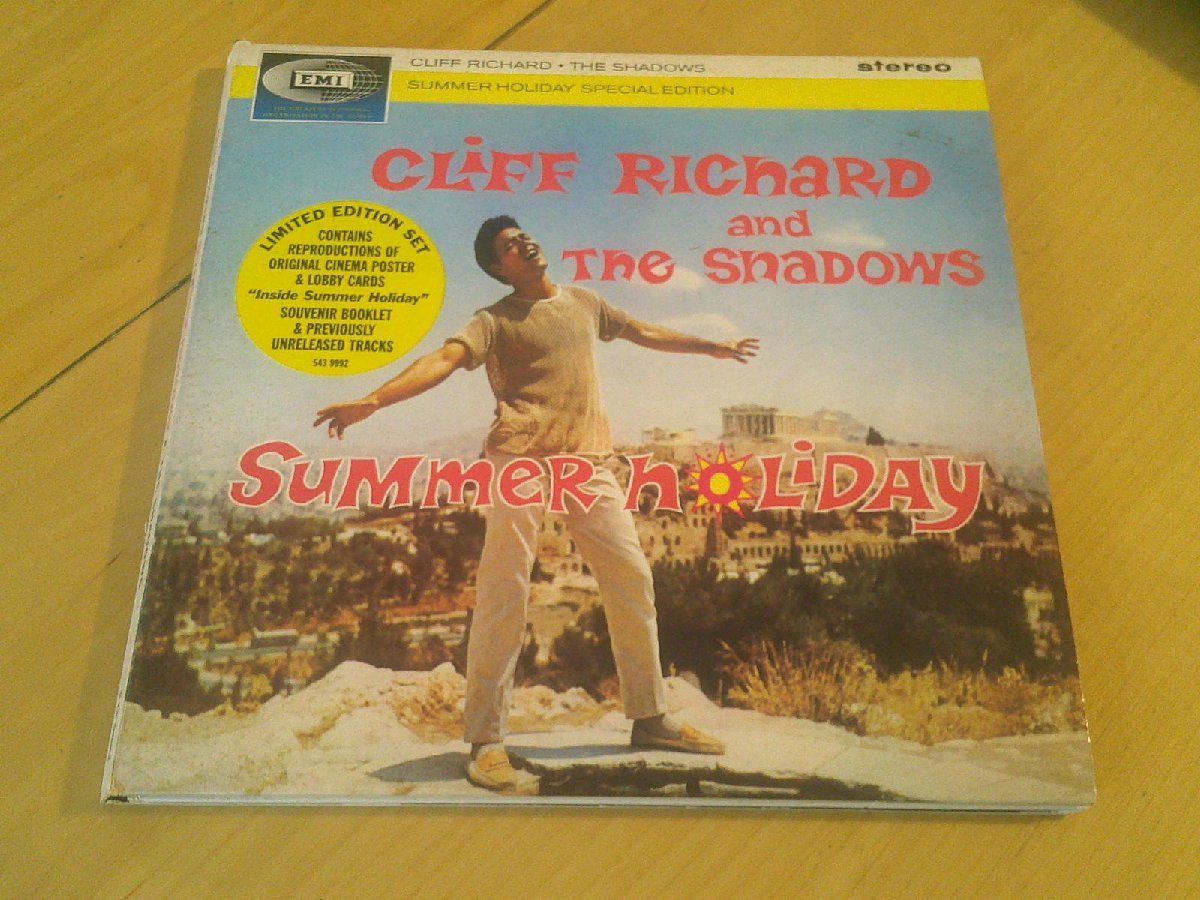 EMI
CLIFF RICHARD • THE SHADOWS
stereo
SUMMER HOLIDAY SPECIAL EDITION
CLIFF RICHARD
and
THE SHADOWS
LIMITED EDITION SET
CONTAINS
REPRODUCTIONS OF
ORIGINAL CINEMA POSTER
& LOBBY CARDS
"Inside Summer Holiday"
SOUVENIR BOOKLET
& PREVIOUSLY
UNRELEASED TRACKS
543 9992
SUMMER HOLIDAY